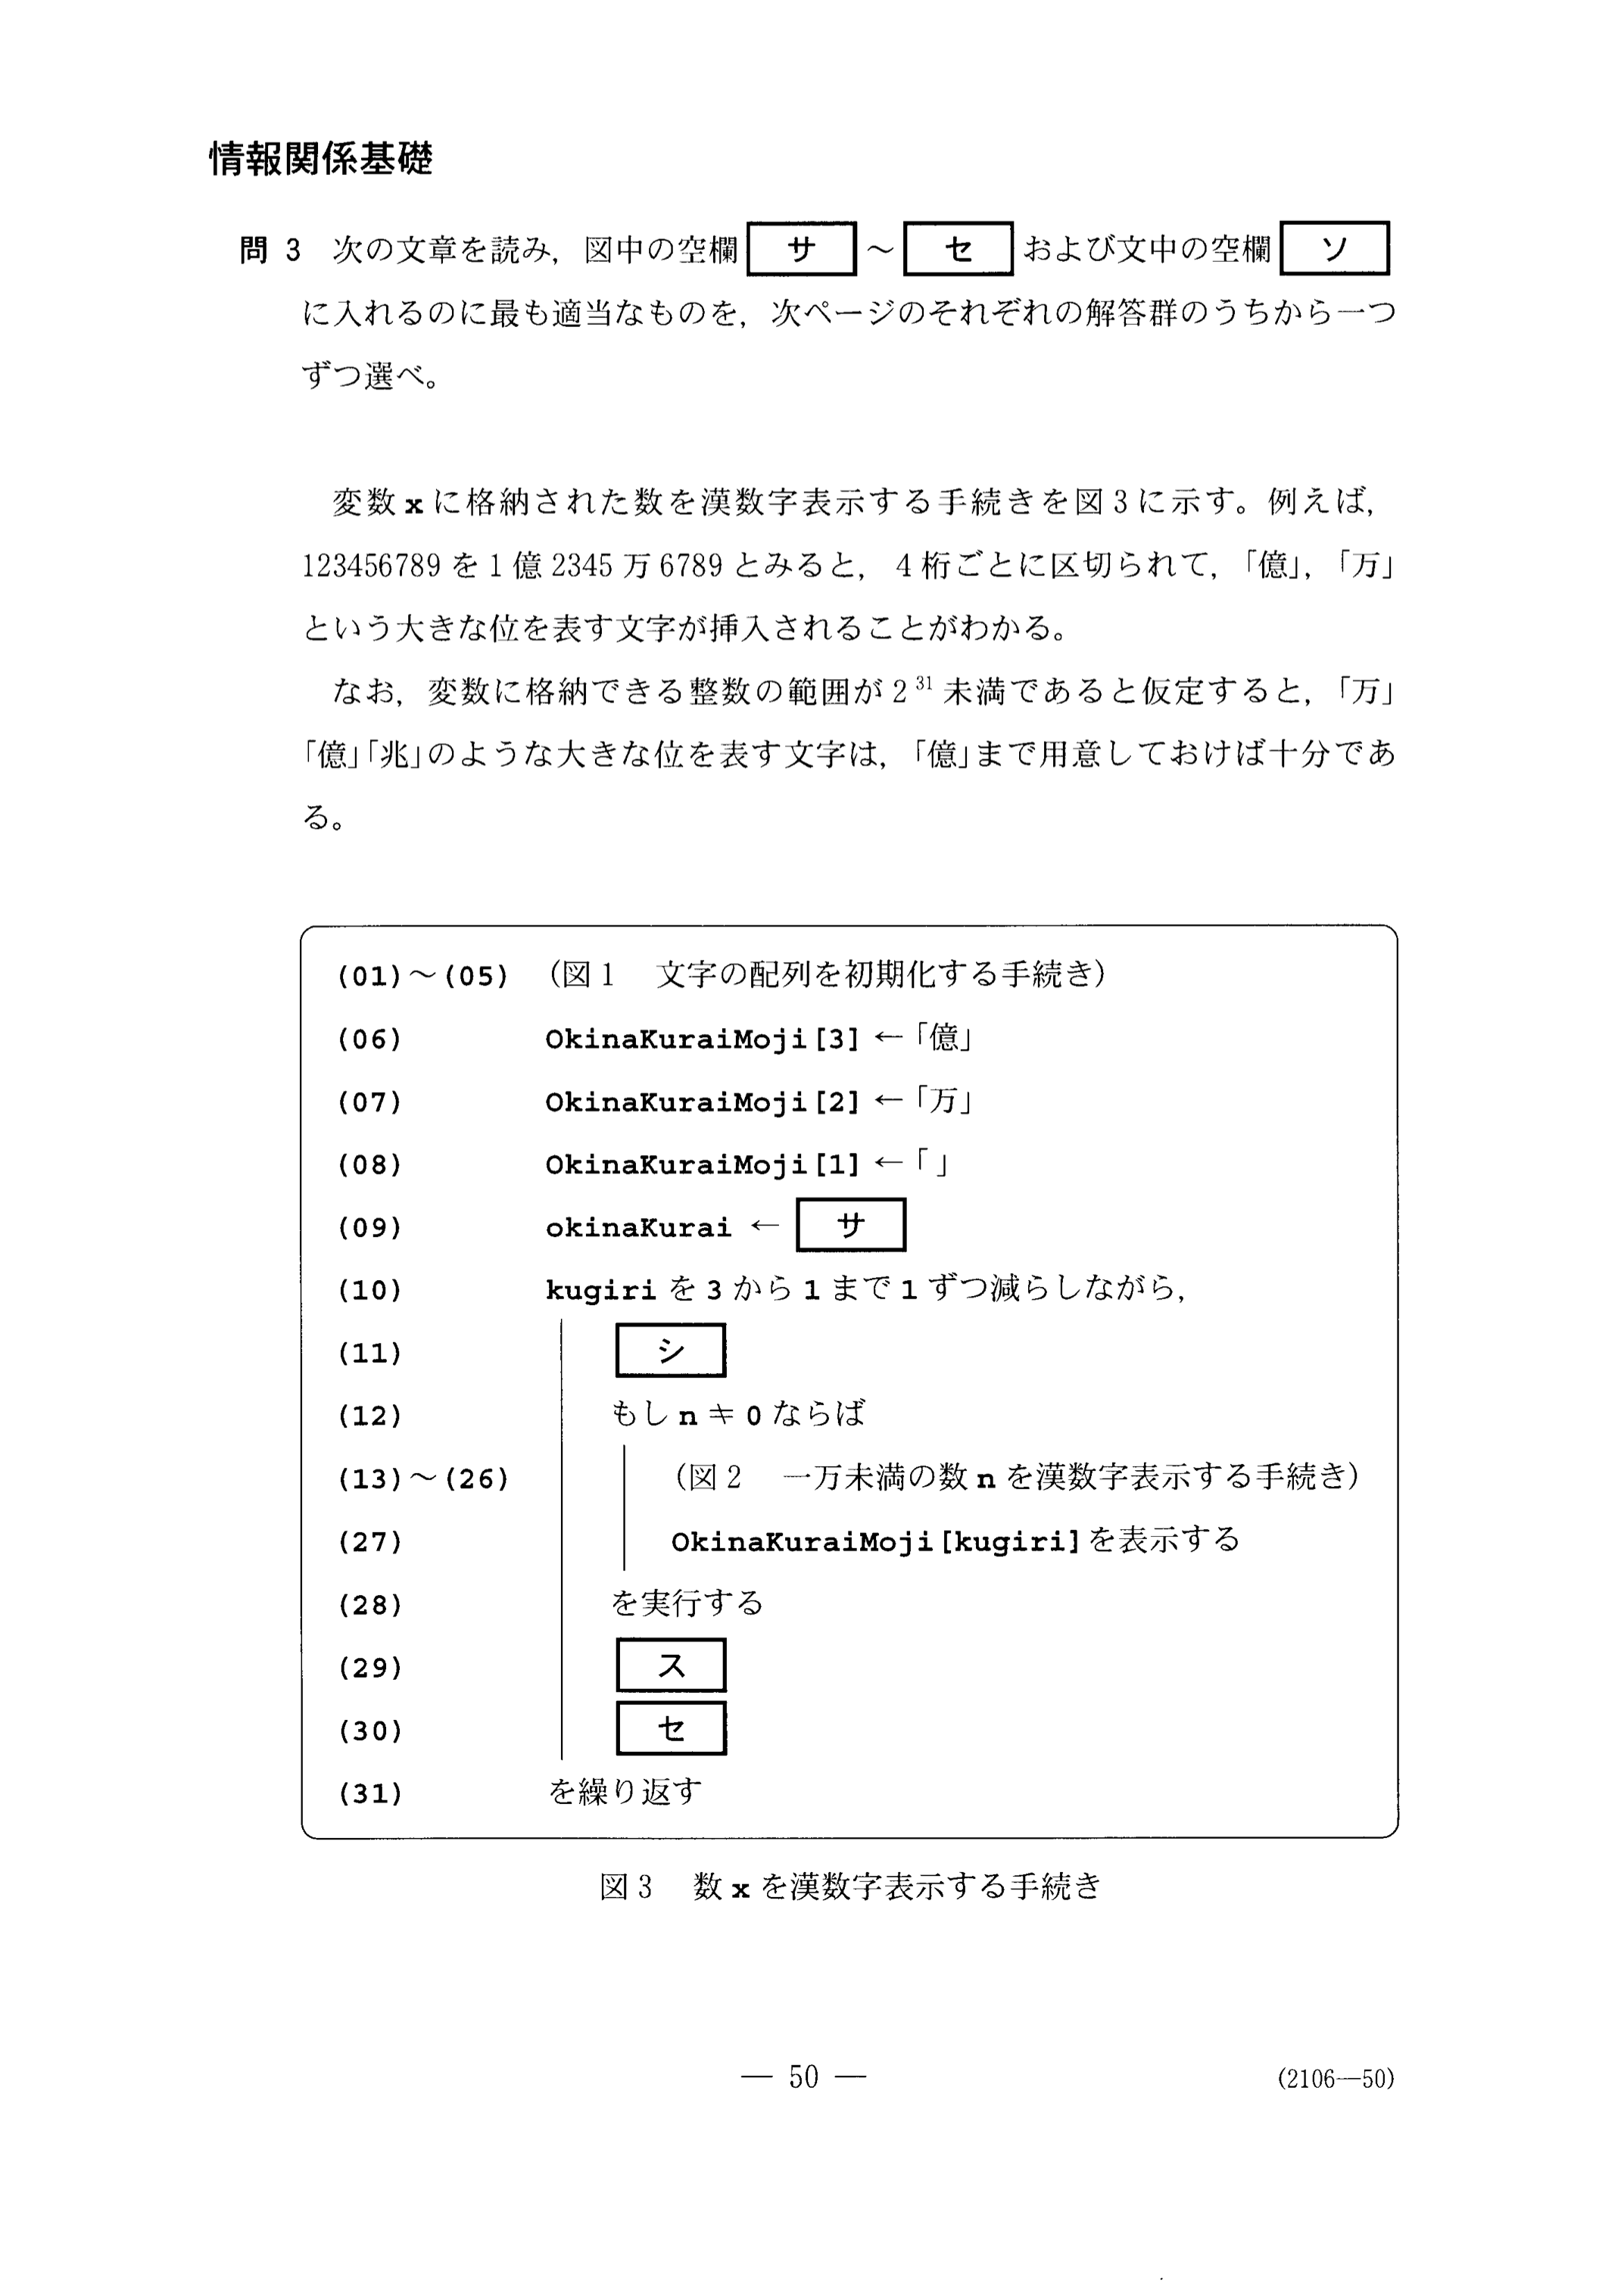 情報関係基礎
問 3 次の文章を読み，図中の空欄 サ ～ セ および文中の空欄 ソ
に入れるのに最も適当なものを，次ページのそれぞれの解答群のうちから一つ
ずつ選べ。
変数 x に格納された数を漢数字表示する手続きを図 3 に示す。例えば，
123456789 を 1 億 2345 万 6789 とみると，4 桁ごとに区切られて，「億」，「万」
という大きな位を表す文字が挿入されることがわかる。
なお，変数に格納できる整数の範囲が 2^31 未満であると仮定すると，「万」
「億」「兆」のような大きな位を表す文字は，「億」まで用意しておけば十分であ
る。
(01)～(05) （図 1 文字の配列を初期化する手続き）
(06) OkinaKuraiMoji[3] ←「億」
(07) OkinaKuraiMoji[2] ←「万」
(08) OkinaKuraiMoji[1] ←「 」
(09) okinaKurai ← サ
(10) kugiri を 3 から 1 まで 1 ずつ減らしながら，
(11) シ
(12) もし n ≠ 0 ならば
(13)～(26) （図 2 一万未満の数 n を漢数字表示する手続き）
(27) OkinaKuraiMoji[kugiri] を表示する
(28) を実行する
(29) ス
(30) セ
(31) を繰り返す
図 3 数 x を漢数字表示する手続き
— 50 —
(2106—50)